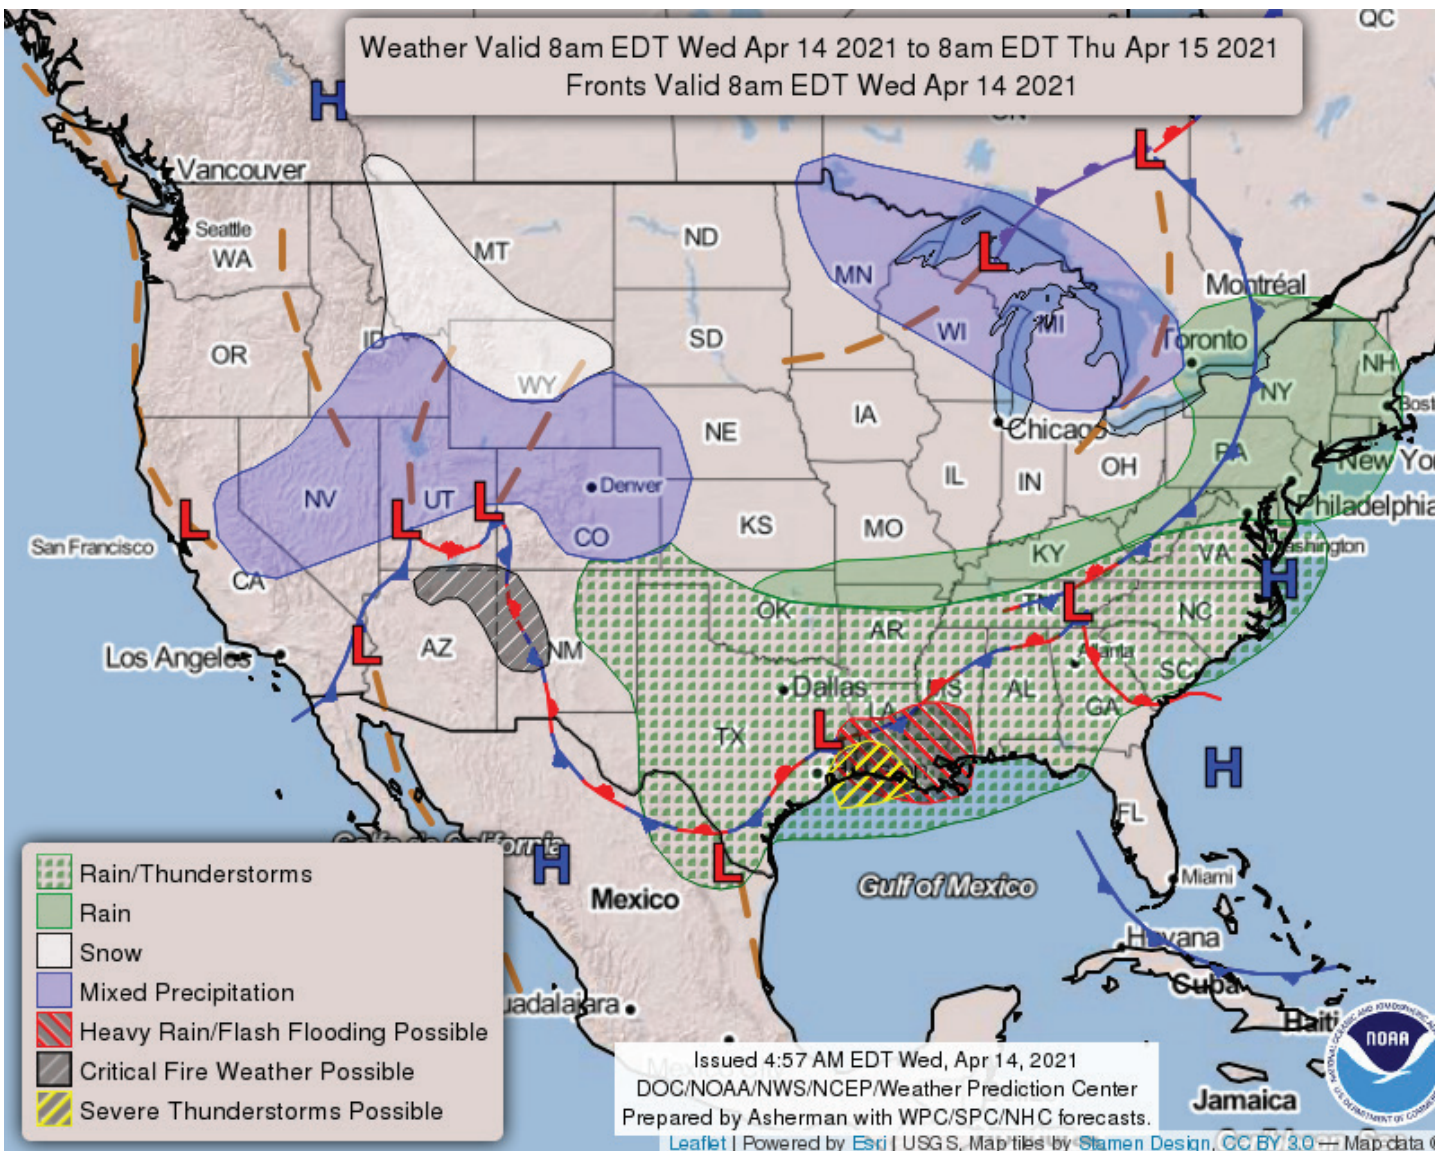 Weather Valid 8am EDT Wed Apr 14 2021 to 8am EDT Thu Apr 15 2021
Fronts Valid 8am EDT Wed Apr 14 2021
QC
H
L
Vancouver
Seattle
WA
MT
ND
MN
L
Montréal
OR
ID
WY
SD
WI
MI
Toronto
NH
NY
IA
NE
Chicago
OH
PA
New Yo
IL
IN
NV
UT
Denver
Philadelphia
L
L
L
CO
KS
MO
KY
VA
San Francisco
CA
H
OK
AR
TN
L
NC
Los Angeles
L
AZ
NM
Atlanta
SC
Dallas
LA
MS
AL
GA
TX
L
H
FL
Golfo de California
H
L
Mexico
Gulf of Mexico
Miami
Havana
Cuba
Haiti
Jamaica
uadalajara
Rain/Thunderstorms
Rain
Snow
Mixed Precipitation
Heavy Rain/Flash Flooding Possible
Critical Fire Weather Possible
Severe Thunderstorms Possible
Issued 4:57 AM EDT Wed, Apr 14, 2021
DOC/NOAA/NWS/NCEP/Weather Prediction Center
Prepared by Asherman with WPC/SPC/NHC forecasts.
Leaflet | Powered by Esri | USGS, Map tiles by Stamen Design, CC BY 3.0 — Map data ©
NOAA